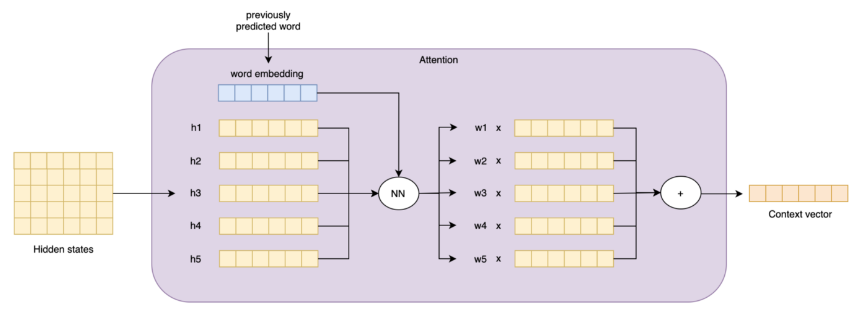 previously
predicted word
Attention
word embedding
h1
w1 x
h2
w2 x
h3
NN
w3 x
+
h4
w4 x
h5
w5 x
Hidden states
Context vector